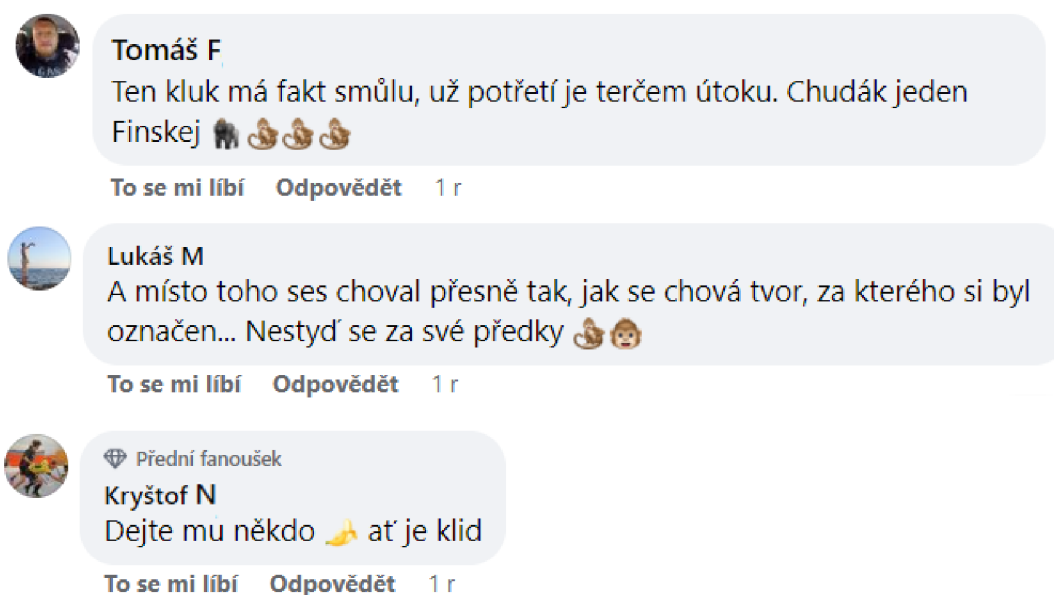 Tomáš F
Ten kluk má fakt smůlu, už potřetí je terčem útoku. Chudák jeden
Finskej 🦍🐒🐒🐒
To se mi líbí Odpovědět 1 r
Lukáš M
A místo toho ses choval přesně tak, jak se chová tvor, za kterého si byl
označen... Nestyď se za své předky 🐒🐵
To se mi líbí Odpovědět 1 r
Přední fanoušek
Kryštof N
Dejte mu někdo 🍌 ať je klid
To se mi líbí Odpovědět 1 r